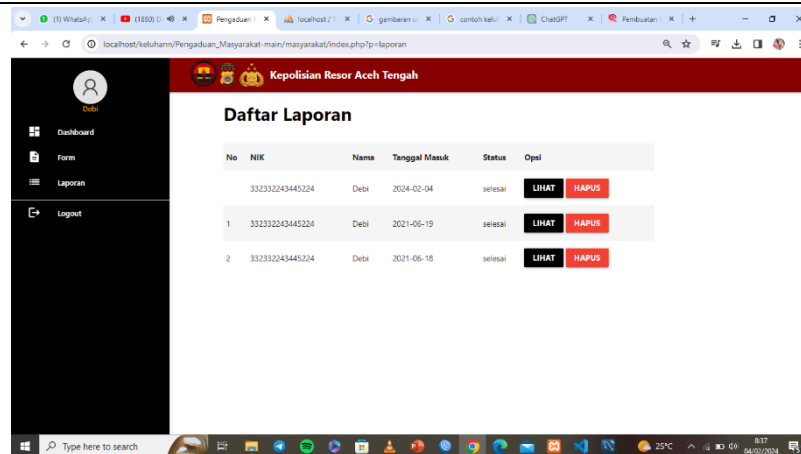 (1) WhatsAp
(1880) D
Pengaduan
localhost / 1
gambaran u
contoh kelu
ChatGPT
Pembuatan
localhost/keluhann/Pengaduan_Masyarakat-main/masyarakat/index.php?p=laporan
Kepolisian Resor Aceh Tengah
Debi
Dashboard
Form
Laporan
Logout
Daftar Laporan
No NIK Nama Tanggal Masuk Status Opsi
332332243445224 Debi 2024-02-04 selesai LIHAT HAPUS
1 332332243445224 Debi 2021-06-19 selesai LIHAT HAPUS
2 332332243445224 Debi 2021-06-18 selesai LIHAT HAPUS
Type here to search
25°C
8:37
04/02/2024